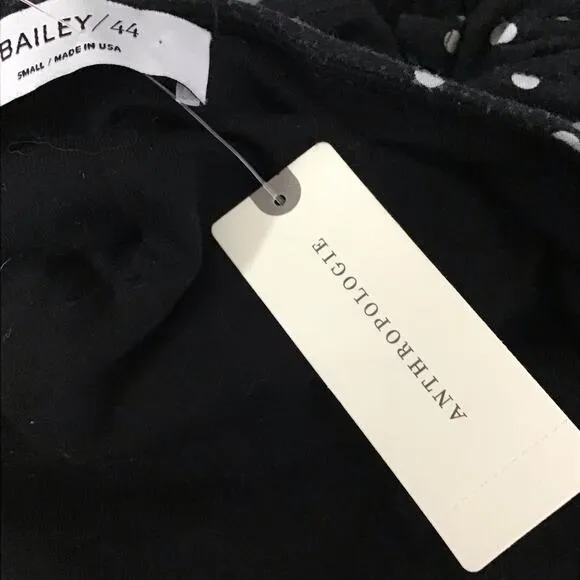 BAILEY/44
SMALL / MADE IN USA
ANTHROPOLOGIE